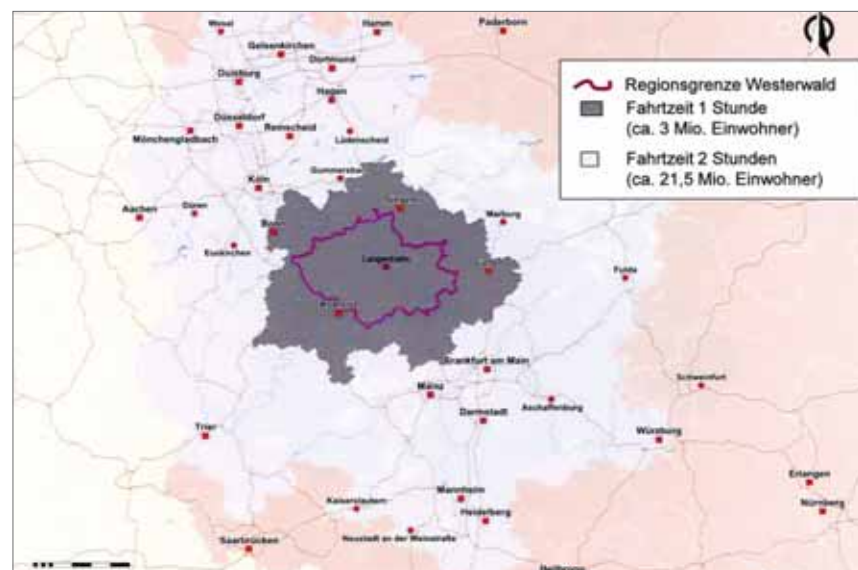 Wesel
Hamm
Paderborn
Gelsenkirchen
Dortmund
Duisburg
Hagen
Düsseldorf
Remscheid
Mönchengladbach
Lüdenscheid
Köln
Aachen
Düren
Marburg
Euskirchen
Fulda
Frankfurt am Main
Mainz
Schweinfurt
Aschaffenburg
Darmstadt
Trier
Würzburg
Mannheim
Erlangen
Kaiserslautern
Nürnberg
Heidelberg
Neustadt an der Weinstraße
Saarbrücken
Regionsgrenze Westerwald
Fahrtzeit 1 Stunde
(ca. 3 Mio. Einwohner)
Fahrtzeit 2 Stunden
(ca. 21,5 Mio. Einwohner)